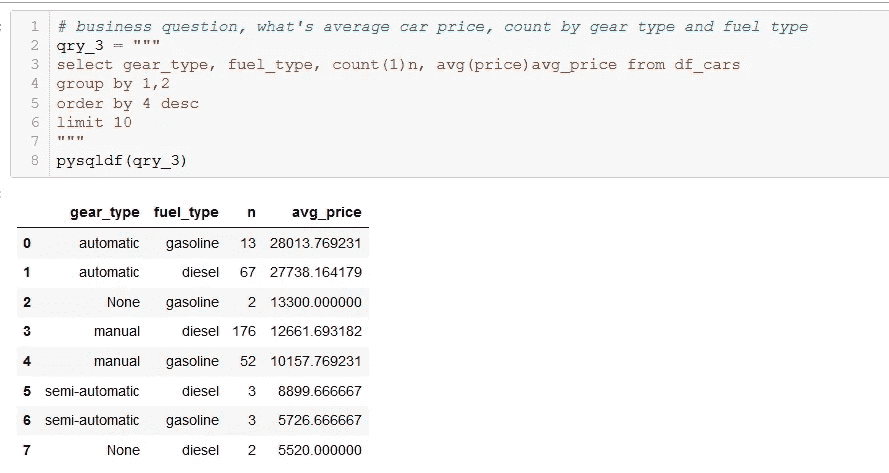 1 # business question, what's average car price, count by gear type and fuel type
2 qry_3 = """
3 select gear_type, fuel_type, count(1)n, avg(price)avg_price from df_cars
4 group by 1,2
5 order by 4 desc
6 limit 10
7 """
8 pysqldf(qry_3)
gear_type fuel_type n avg_price
0 automatic gasoline 13 28013.769231
1 automatic diesel 67 27738.164179
2 None gasoline 2 13300.000000
3 manual diesel 176 12661.693182
4 manual gasoline 52 10157.769231
5 semi-automatic diesel 3 8899.666667
6 semi-automatic gasoline 3 5726.666667
7 None diesel 2 5520.000000